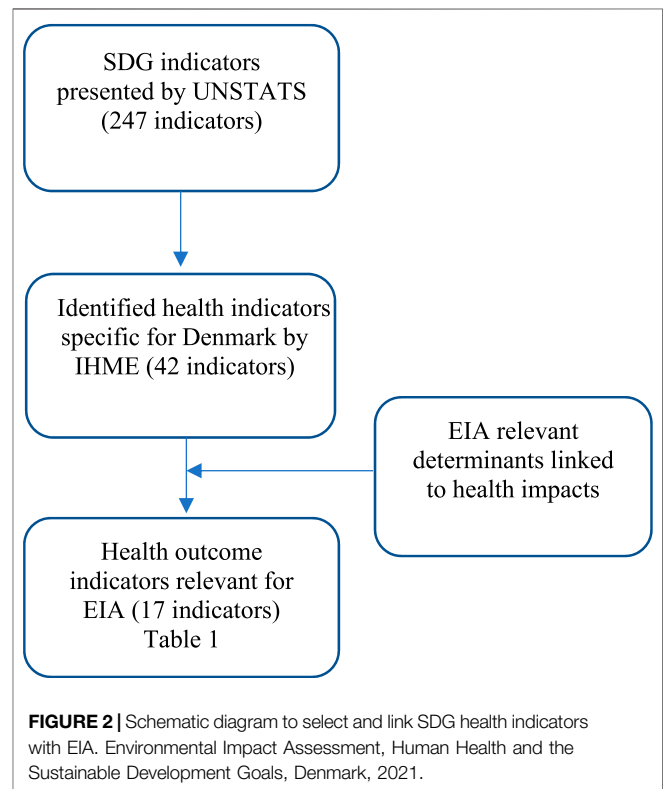 SDG indicators
presented by UNSTATS
(247 indicators)
Identified health indicators
specific for Denmark by
IHME (42 indicators)
EIA relevant
determinants linked
to health impacts
Health outcome
indicators relevant for
EIA (17 indicators)
Table 1
FIGURE 2 | Schematic diagram to select and link SDG health indicators
with EIA. Environmental Impact Assessment, Human Health and the
Sustainable Development Goals, Denmark, 2021.